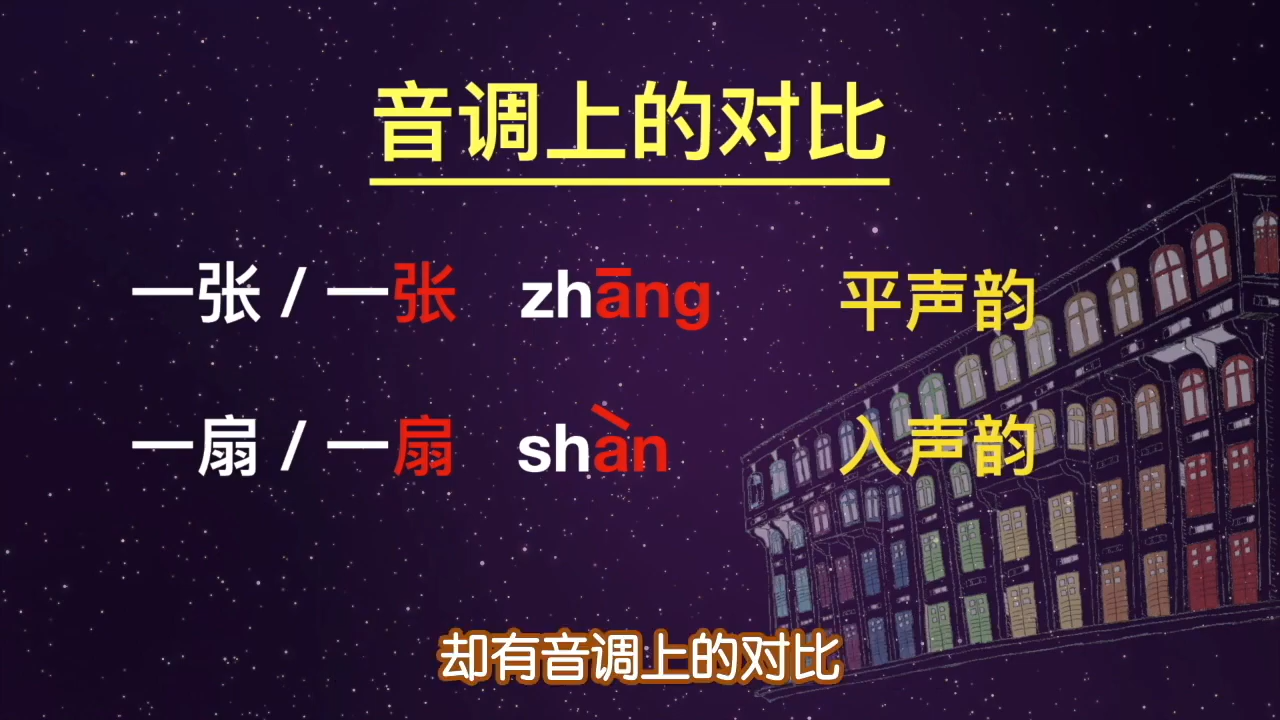 音调上的对比
一张 / 一张 zhāng 平声韵
一扇 / 一扇 shàn 入声韵
却有音调上的对比